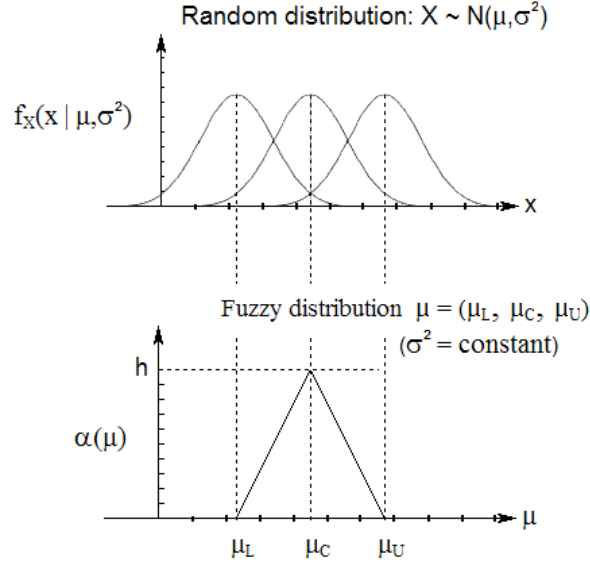 Random distribution: X ~ N(μ,σ²)
f_X(x | μ,σ²)
x
Fuzzy distribution μ = (μ_L, μ_C, μ_U)
(σ² = constant)
h
α(μ)
μ
μ_L μ_C μ_U